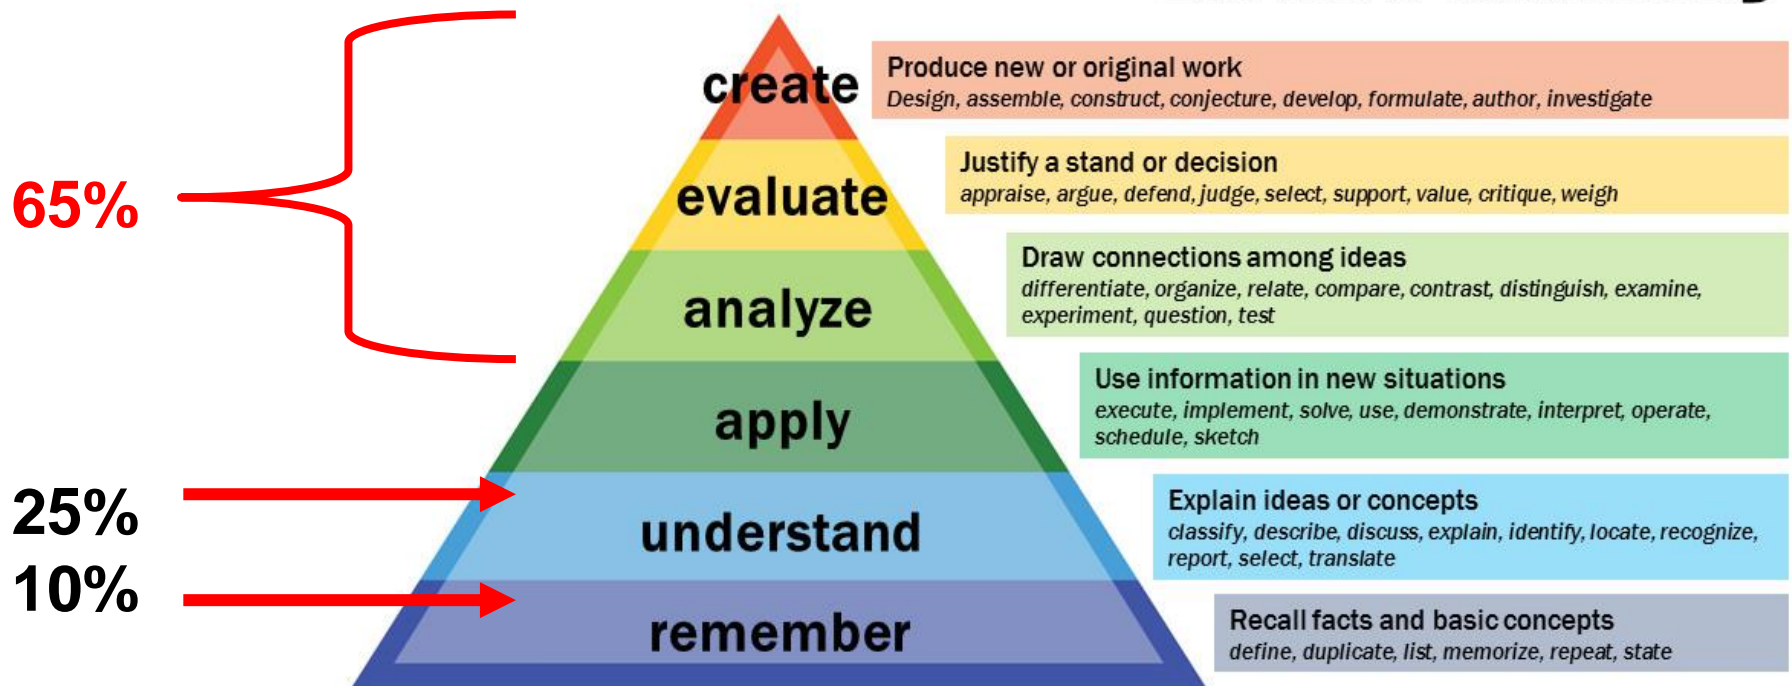 create
Produce new or original work
Design, assemble, construct, conjecture, develop, formulate, author, investigate
evaluate
Justify a stand or decision
appraise, argue, defend, judge, select, support, value, critique, weigh
65%
analyze
Draw connections among ideas
differentiate, organize, relate, compare, contrast, distinguish, examine,
experiment, question, test
apply
Use information in new situations
execute, implement, solve, use, demonstrate, interpret, operate,
schedule, sketch
25%
understand
Explain ideas or concepts
classify, describe, discuss, explain, identify, locate, recognize,
report, select, translate
10%
remember
Recall facts and basic concepts
define, duplicate, list, memorize, repeat, state